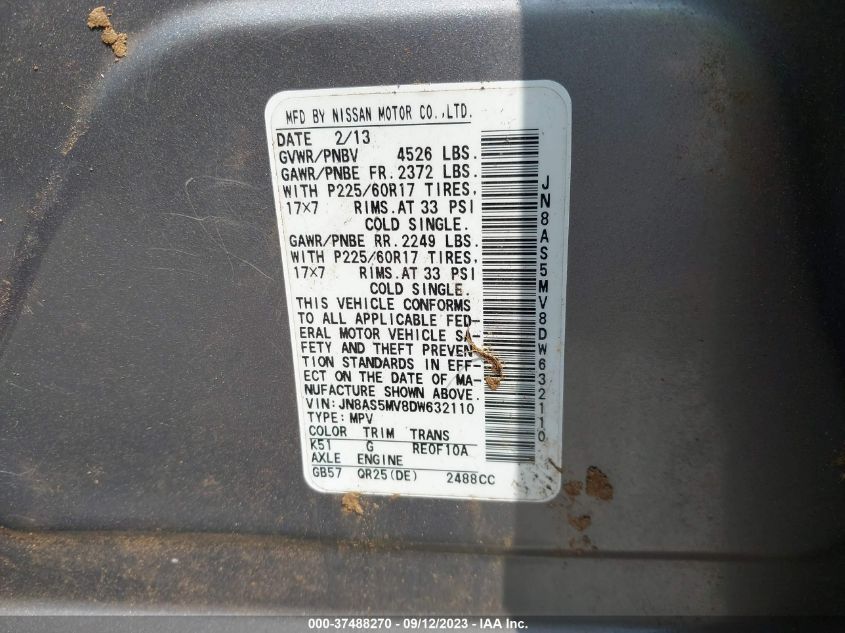 MFD BY NISSAN MOTOR CO.,LTD.
DATE 2/13
GVWR/PNBV 4526 LBS.
GAWR/PNBE FR.2372 LBS.
WITH P225/60R17 TIRES,
17×7 RIMS.AT 33 PSI
COLD SINGLE.
GAWR/PNBE RR.2249 LBS.
WITH P225/60R17 TIRES,
17×7 RIMS.AT 33 PSI
COLD SINGLE.
THIS VEHICLE CONFORMS
TO ALL APPLICABLE FED-
ERAL MOTOR VEHICLE SA-
FETY AND THEFT PREVEN-
TION STANDARDS IN EFF-
ECT ON THE DATE OF MA-
NUFACTURE SHOWN ABOVE.
VIN: JN8AS5MV8DW632110
TYPE: MPV
COLOR TRIM TRANS
K51 G RE0F10A
AXLE ENGINE
GB57 QR25(DE) 2488CC
JN8AS5MV8DW632110
000-37488270 - 09/12/2023 - IAA Inc.